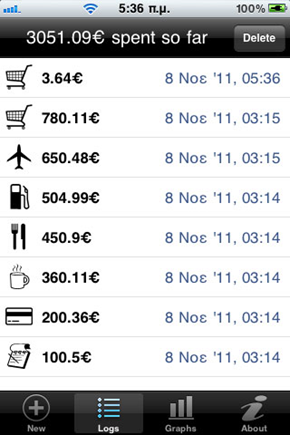 5:36 π.μ.
100%
3051.09€ spent so far
Delete
3.64€ 8 Νοε '11, 05:36
780.11€ 8 Νοε '11, 03:15
650.48€ 8 Νοε '11, 03:15
504.99€ 8 Νοε '11, 03:14
450.9€ 8 Νοε '11, 03:14
360.11€ 8 Νοε '11, 03:14
200.36€ 8 Νοε '11, 03:14
100.5€ 8 Νοε '11, 03:14
New Logs Graphs About